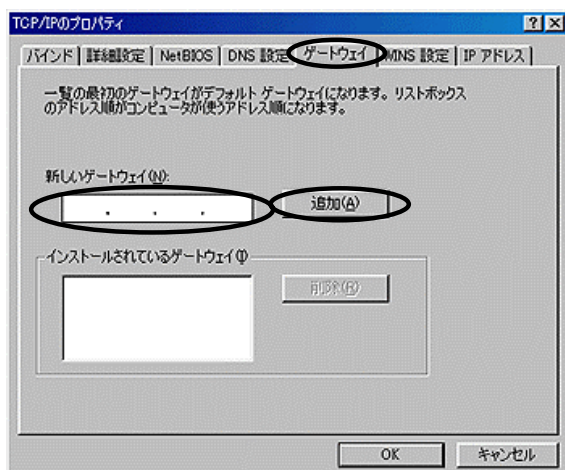 TCP/IPのプロパティ
バインド 詳細設定 NetBIOS DNS 設定 ゲートウェイ WINS 設定 IP アドレス
一覧の最初のゲートウェイがデフォルト ゲートウェイになります。リストボックス
のアドレス順がコンピュータが使うアドレス順になります。
新しいゲートウェイ(N):
. . .
追加(A)
インストールされているゲートウェイ(I)
削除(R)
OK キャンセル